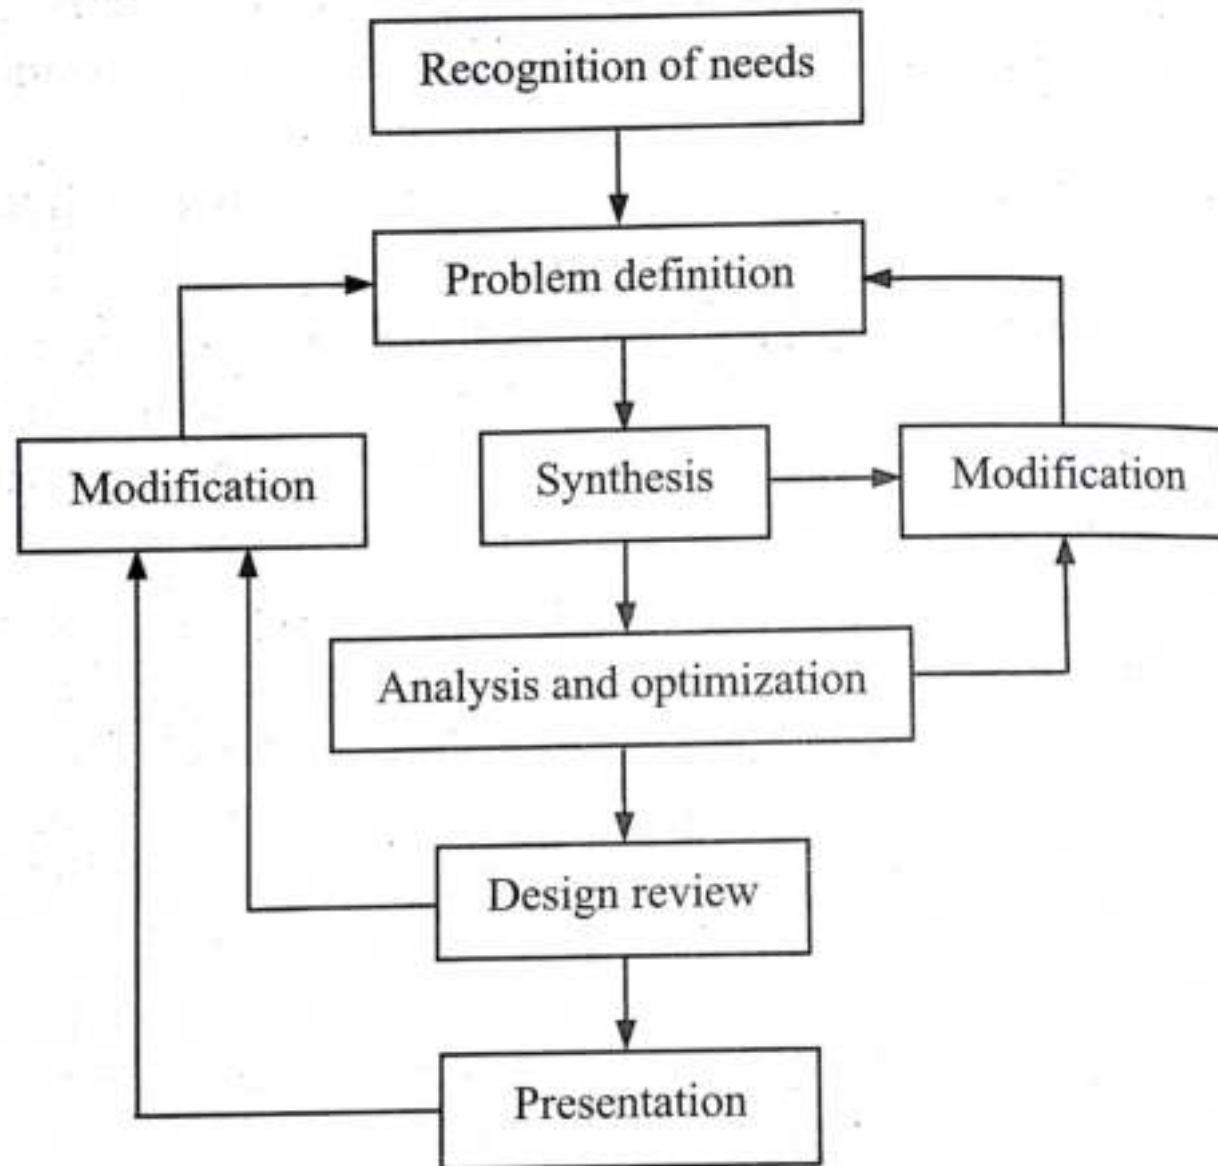 Recognition of needs
Problem definition
Modification
Synthesis
Modification
Analysis and optimization
Design review
Presentation